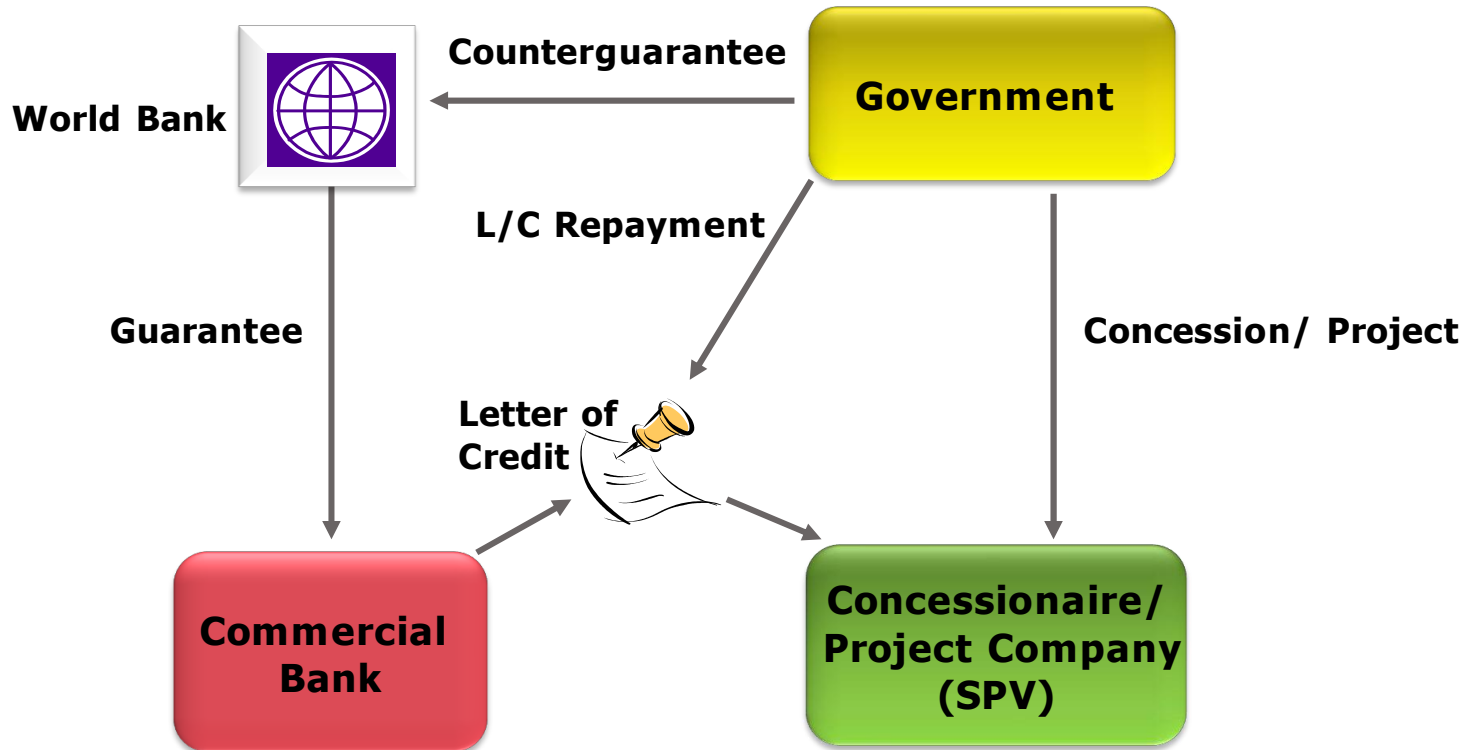 Counterguarantee
Government
World Bank
L/C Repayment
Guarantee
Concession/ Project
Letter of
Credit
Commercial
Bank
Concessionaire/
Project Company
(SPV)